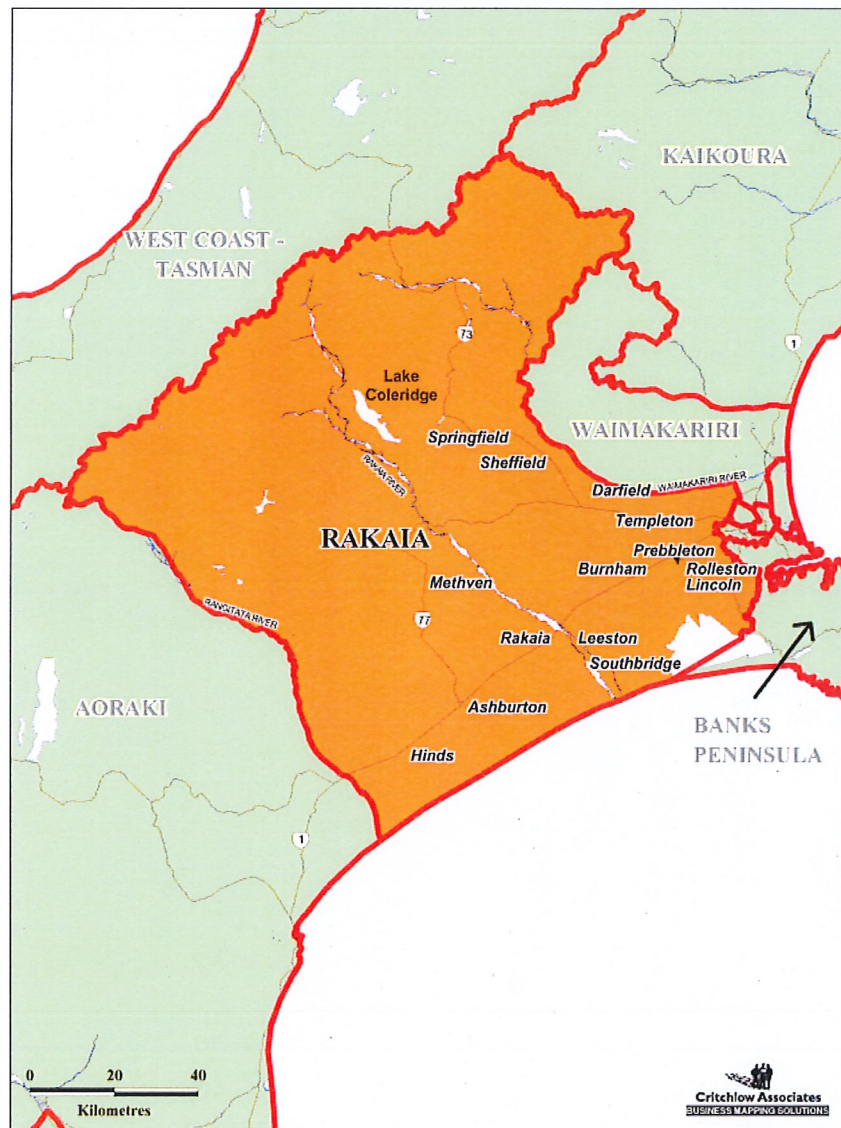 KAIKOURA
WEST COAST -
TASMAN
73
1
Lake
Coleridge
Springfield
WAIMAKARIRI
Sheffield
RAKAIA RIVER
Darfield
WAIMAKARIRI RIVER
Templeton
RAKAIA
Prebbleton
Burnham
Rolleston
Methven
Lincoln
RANGITATA RIVER
77
Rakaia
Leeston
Southbridge
AORAKI
Ashburton
BANKS
PENINSULA
Hinds
1
0 20 40
Kilometres
Critchlow Associates
BUSINESS MAPPING SOLUTIONS